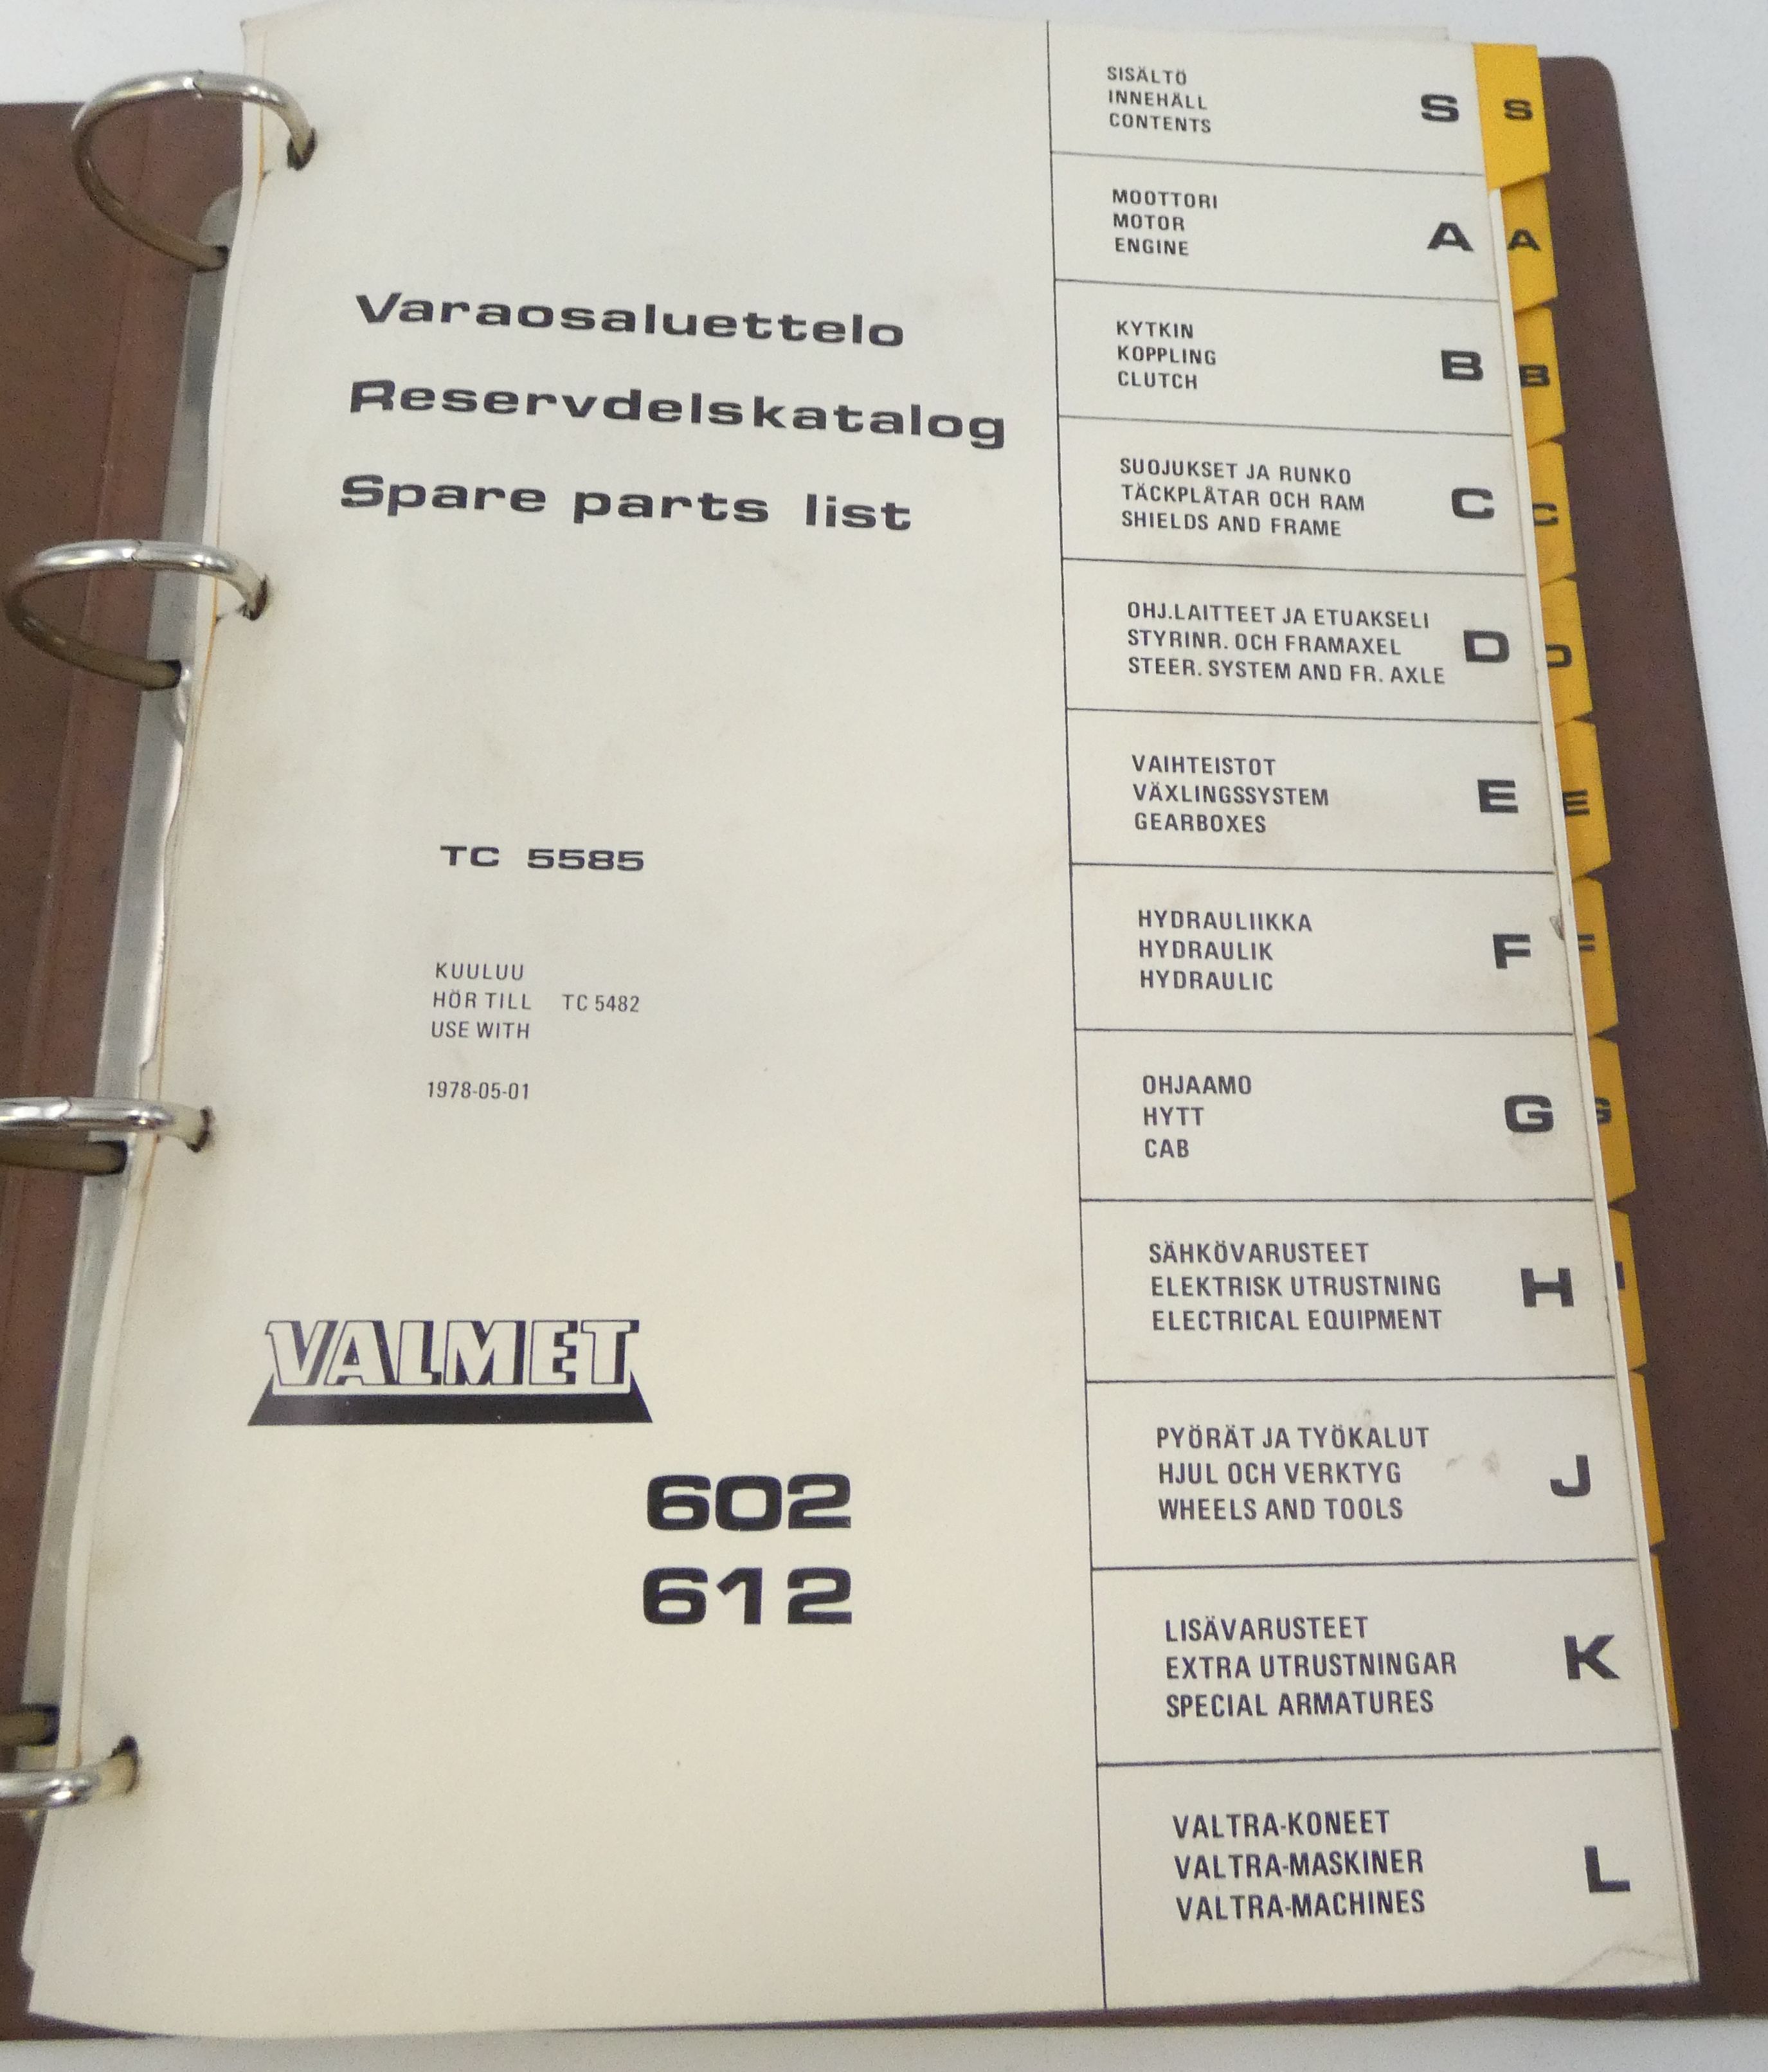 Varaosaluettelo
Reservdelskatalog
Spare parts list
TC 5585
KUULUU
HÖR TILL TC 5482
USE WITH
1978-05-01
VALMET
602
612
SISÄLTÖ
INNEHÅLL
CONTENTS
S
S
MOOTTORI
MOTOR
ENGINE
A
A
KYTKIN
KOPPLING
CLUTCH
B
B
SUOJUKSET JA RUNKO
TÄCKPLÅTAR OCH RAM
SHIELDS AND FRAME
C
C
OHJ.LAITTEET JA ETUAKSELI
STYRINR. OCH FRAMAXEL
STEER. SYSTEM AND FR. AXLE
D
D
VAIHTEISTOT
VÄXLINGSSYSTEM
GEARBOXES
E
E
HYDRAULIIKKA
HYDRAULIK
HYDRAULIC
F
F
OHJAAMO
HYTT
CAB
G
G
SÄHKÖVARUSTEET
ELEKTRISK UTRUSTNING
ELECTRICAL EQUIPMENT
H
PYÖRÄT JA TYÖKALUT
HJUL OCH VERKTYG
WHEELS AND TOOLS
J
LISÄVARUSTEET
EXTRA UTRUSTNINGAR
SPECIAL ARMATURES
K
VALTRA-KONEET
VALTRA-MASKINER
VALTRA-MACHINES
L